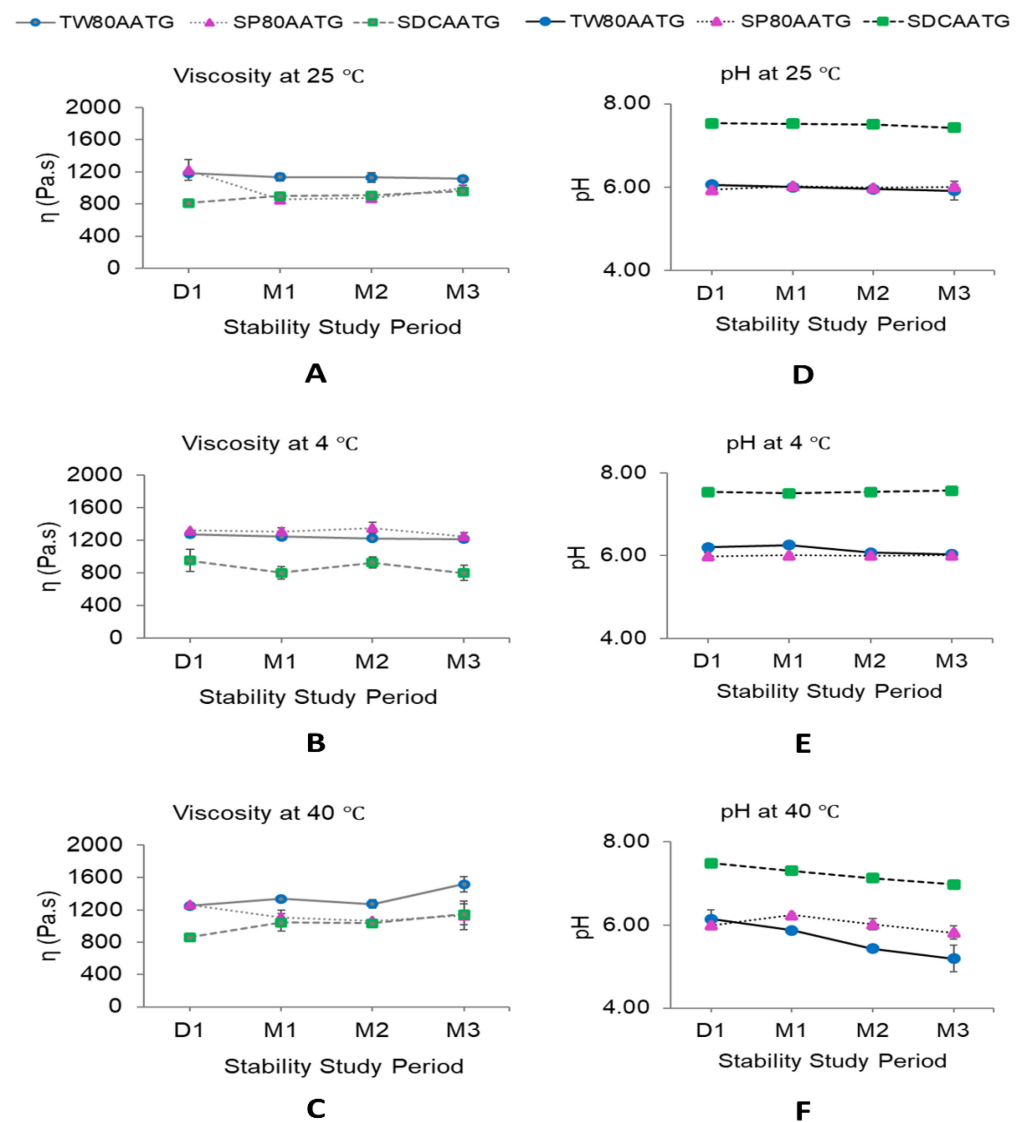 TW80AATG SP80AATG SDCAATG
TW80AATG SP80AATG SDCAATG
Viscosity at 25 °C
2000
1600
1200
800
400
0
η (Pa.s)
D1 M1 M2 M3
Stability Study Period
A
pH at 25 °C
8.00
6.00
4.00
pH
D1 M1 M2 M3
Stability Study Period
D
Viscosity at 4 °C
2000
1600
1200
800
400
0
η (Pa.s)
D1 M1 M2 M3
Stability Study Period
B
pH at 4 °C
8.00
6.00
4.00
pH
D1 M1 M2 M3
Stability Study Period
E
Viscosity at 40 °C
2000
1600
1200
800
400
0
η (Pa.s)
D1 M1 M2 M3
Stability Study Period
C
pH at 40 °C
8.00
6.00
4.00
pH
D1 M1 M2 M3
Stability Study Period
F